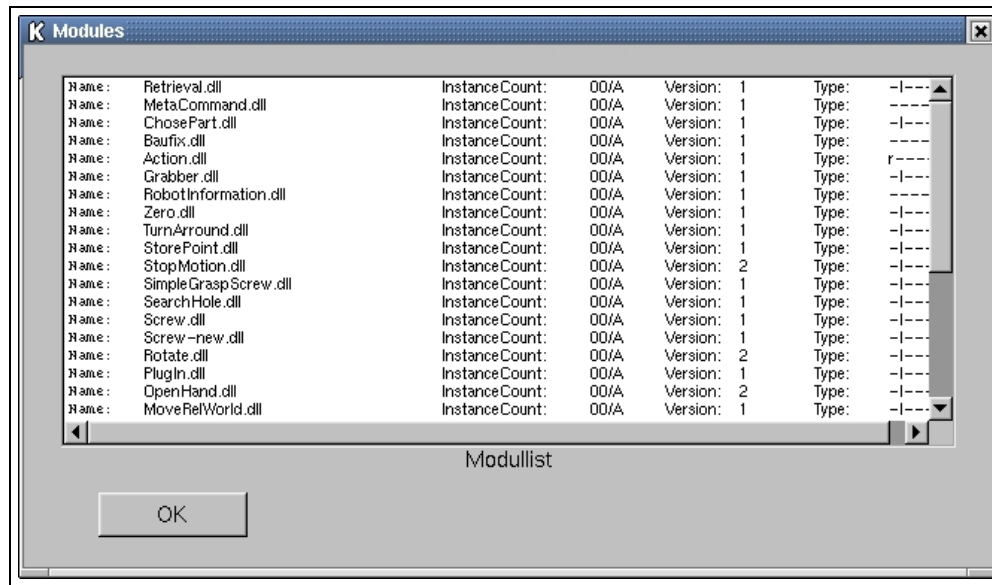 K Modules
Name: Retrieval.dll InstanceCount: 00/A Version: 1 Type: -l---
Name: MetaCommand.dll InstanceCount: 00/A Version: 1 Type: ----
Name: ChosePart.dll InstanceCount: 00/A Version: 1 Type: -l---
Name: Baufix.dll InstanceCount: 00/A Version: 1 Type: ----
Name: Action.dll InstanceCount: 00/A Version: 1 Type: r----
Name: Grabber.dll InstanceCount: 00/A Version: 1 Type: -l---
Name: RobotInformation.dll InstanceCount: 00/A Version: 1 Type: ----
Name: Zero.dll InstanceCount: 00/A Version: 1 Type: -l---
Name: TurnArround.dll InstanceCount: 00/A Version: 1 Type: -l---
Name: StorePoint.dll InstanceCount: 00/A Version: 1 Type: -l---
Name: StopMotion.dll InstanceCount: 00/A Version: 2 Type: -l---
Name: SimpleGraspScrew.dll InstanceCount: 00/A Version: 1 Type: -l---
Name: SearchHole.dll InstanceCount: 00/A Version: 1 Type: -l---
Name: Screw.dll InstanceCount: 00/A Version: 1 Type: -l---
Name: Screw-new.dll InstanceCount: 00/A Version: 1 Type: -l---
Name: Rotate.dll InstanceCount: 00/A Version: 2 Type: -l---
Name: PlugIn.dll InstanceCount: 00/A Version: 1 Type: -l---
Name: OpenHand.dll InstanceCount: 00/A Version: 2 Type: -l---
Name: MoveRelWorld.dll InstanceCount: 00/A Version: 1 Type: -l---
Modullist
OK